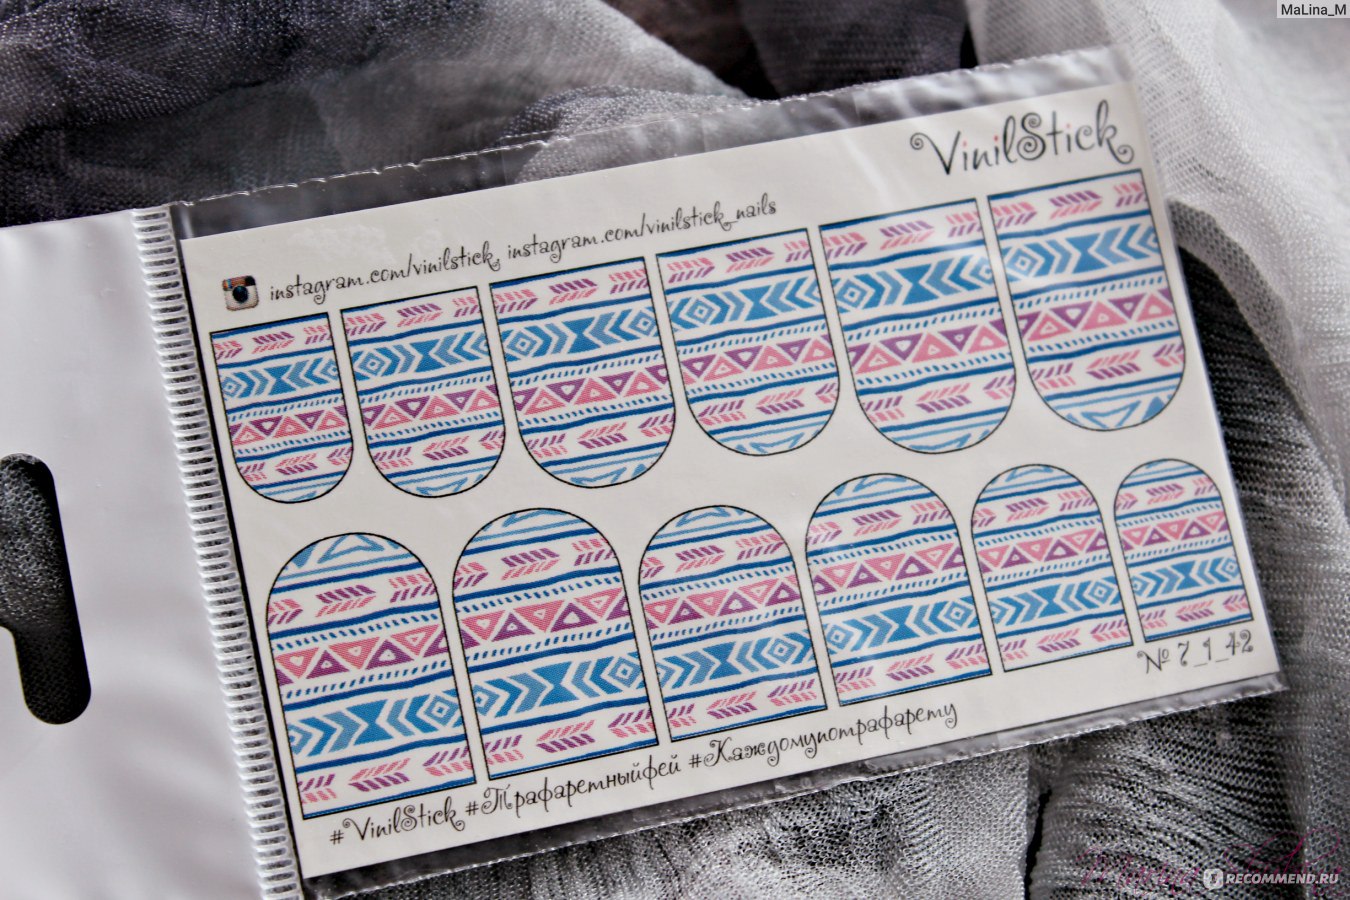 MaLina_M
VinilStick
instagram.com/vinilstick, instagram.com/vinilstick_nails
№ 7_1_42
#VinilStick #Трафаретныйфей #Каждомупотрафарету
RECOMMEND.RU